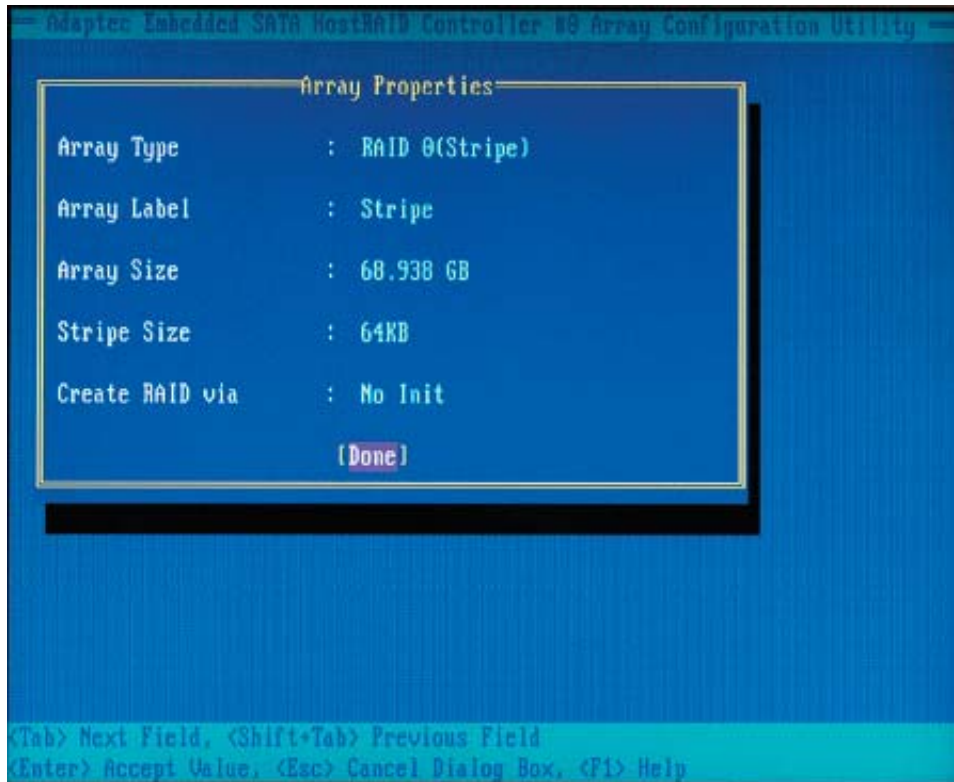 Adaptec Embedded SATA HostRAID Controller #0 Array Configuration Utility
Array Properties
Array Type : RAID 0(Stripe)
Array Label : Stripe
Array Size : 68.938 GB
Stripe Size : 64KB
Create RAID via : No Init
[Done]
<Tab> Next Field, <Shift+Tab> Previous Field
<Enter> Accept Value, <Esc> Cancel Dialog Box, <F1> Help